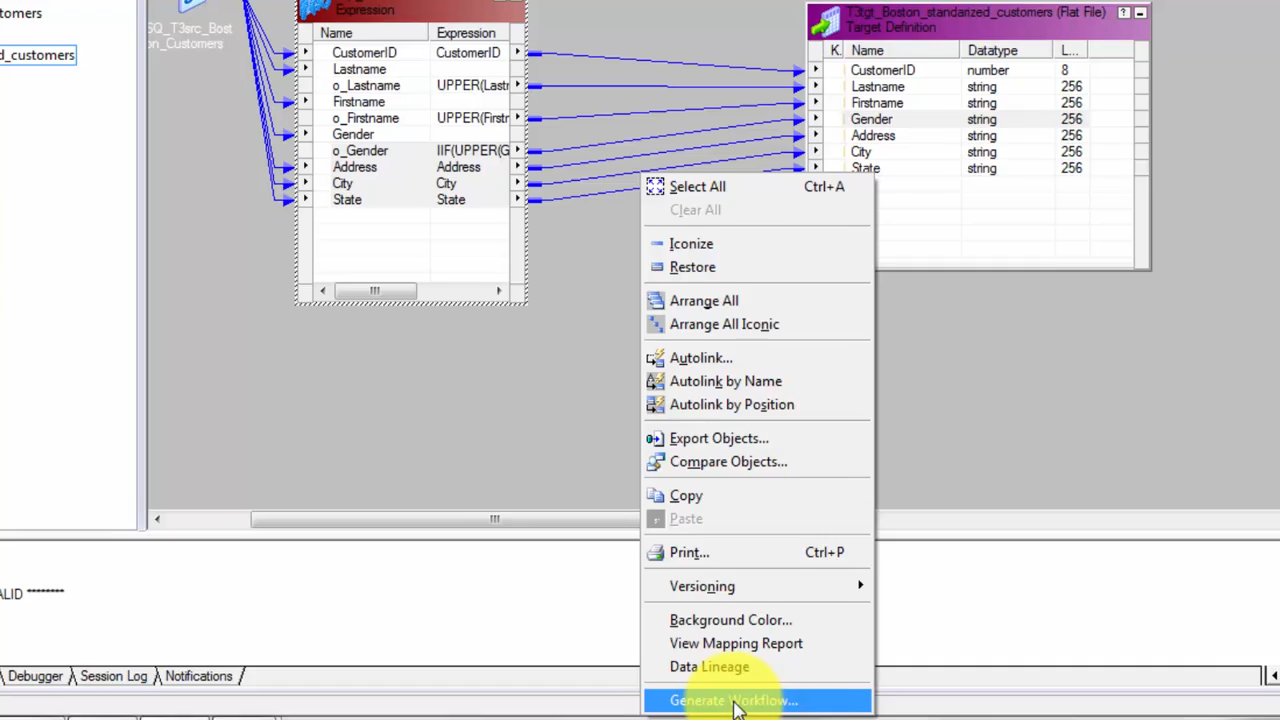 stomers
d_customers
SQ_T3src_Bost
on_Customers
Expression
Name Expression
CustomerID CustomerID
Lastname
o_Lastname UPPER(Lastr
Firstname
o_Firstname UPPER(Firstr
Gender
o_Gender IIF(UPPER(G
Address Address
City City
State State
T3tgt_Boston_standarized_customers (Flat File)
Target Definition
K. Name Datatype L...
CustomerID number 8
Lastname string 256
Firstname string 256
Gender string 256
Address string 256
City string 256
State string 256
Select All Ctrl+A
Clear All
Iconize
Restore
Arrange All
Arrange All Iconic
Autolink...
Autolink by Name
Autolink by Position
Export Objects...
Compare Objects...
Copy
Paste
Print... Ctrl+P
Versioning
Background Color...
View Mapping Report
Data Lineage
Generate Workflow...
ALID ********
Debugger Session Log Notifications